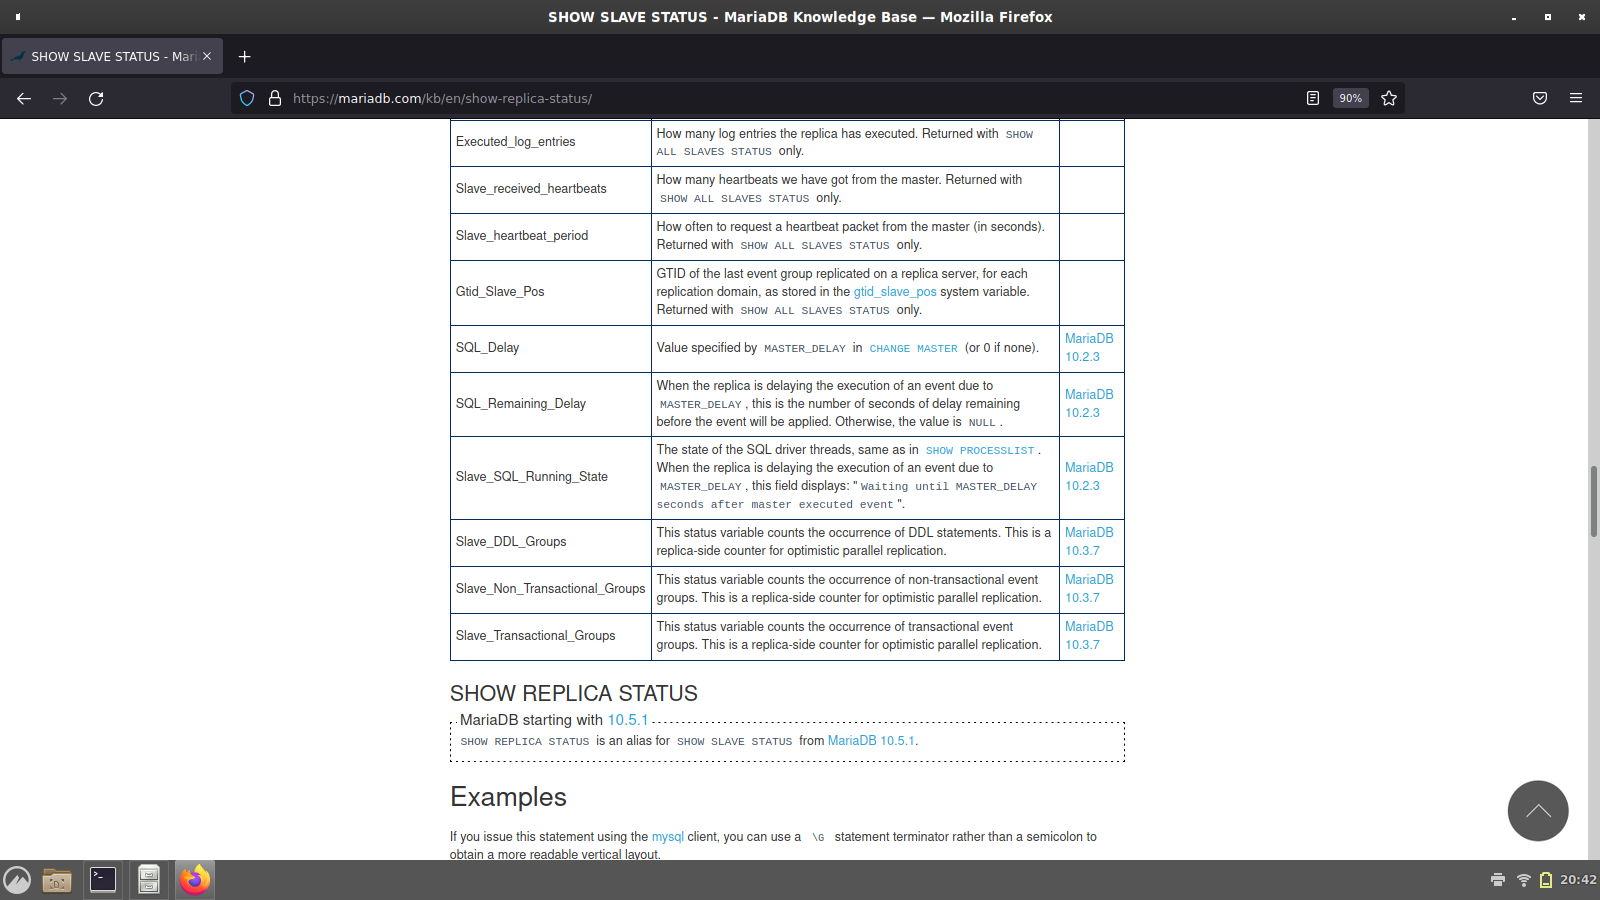 SHOW SLAVE STATUS - MariaDB Knowledge Base — Mozilla Firefox
SHOW SLAVE STATUS - Mari
https://mariadb.com/kb/en/show-replica-status/
90%
Executed_log_entries
How many log entries the replica has executed. Returned with SHOW
ALL SLAVES STATUS only.
Slave_received_heartbeats
How many heartbeats we have got from the master. Returned with
SHOW ALL SLAVES STATUS only.
Slave_heartbeat_period
How often to request a heartbeat packet from the master (in seconds).
Returned with SHOW ALL SLAVES STATUS only.
Gtid_Slave_Pos
GTID of the last event group replicated on a replica server, for each
replication domain, as stored in the gtid_slave_pos system variable.
Returned with SHOW ALL SLAVES STATUS only.
SQL_Delay
Value specified by MASTER_DELAY in CHANGE MASTER (or 0 if none).
MariaDB
10.2.3
SQL_Remaining_Delay
When the replica is delaying the execution of an event due to
MASTER_DELAY , this is the number of seconds of delay remaining
before the event will be applied. Otherwise, the value is NULL .
MariaDB
10.2.3
Slave_SQL_Running_State
The state of the SQL driver threads, same as in SHOW PROCESSLIST .
When the replica is delaying the execution of an event due to
MASTER_DELAY , this field displays: " Waiting until MASTER_DELAY
seconds after master executed event ".
MariaDB
10.2.3
Slave_DDL_Groups
This status variable counts the occurrence of DDL statements. This is a
replica-side counter for optimistic parallel replication.
MariaDB
10.3.7
Slave_Non_Transactional_Groups
This status variable counts the occurrence of non-transactional event
groups. This is a replica-side counter for optimistic parallel replication.
MariaDB
10.3.7
Slave_Transactional_Groups
This status variable counts the occurrence of transactional event
groups. This is a replica-side counter for optimistic parallel replication.
MariaDB
10.3.7
SHOW REPLICA STATUS
MariaDB starting with 10.5.1
SHOW REPLICA STATUS is an alias for SHOW SLAVE STATUS from MariaDB 10.5.1.
Examples
If you issue this statement using the mysql client, you can use a \G statement terminator rather than a semicolon to
obtain a more readable vertical layout.
20:42